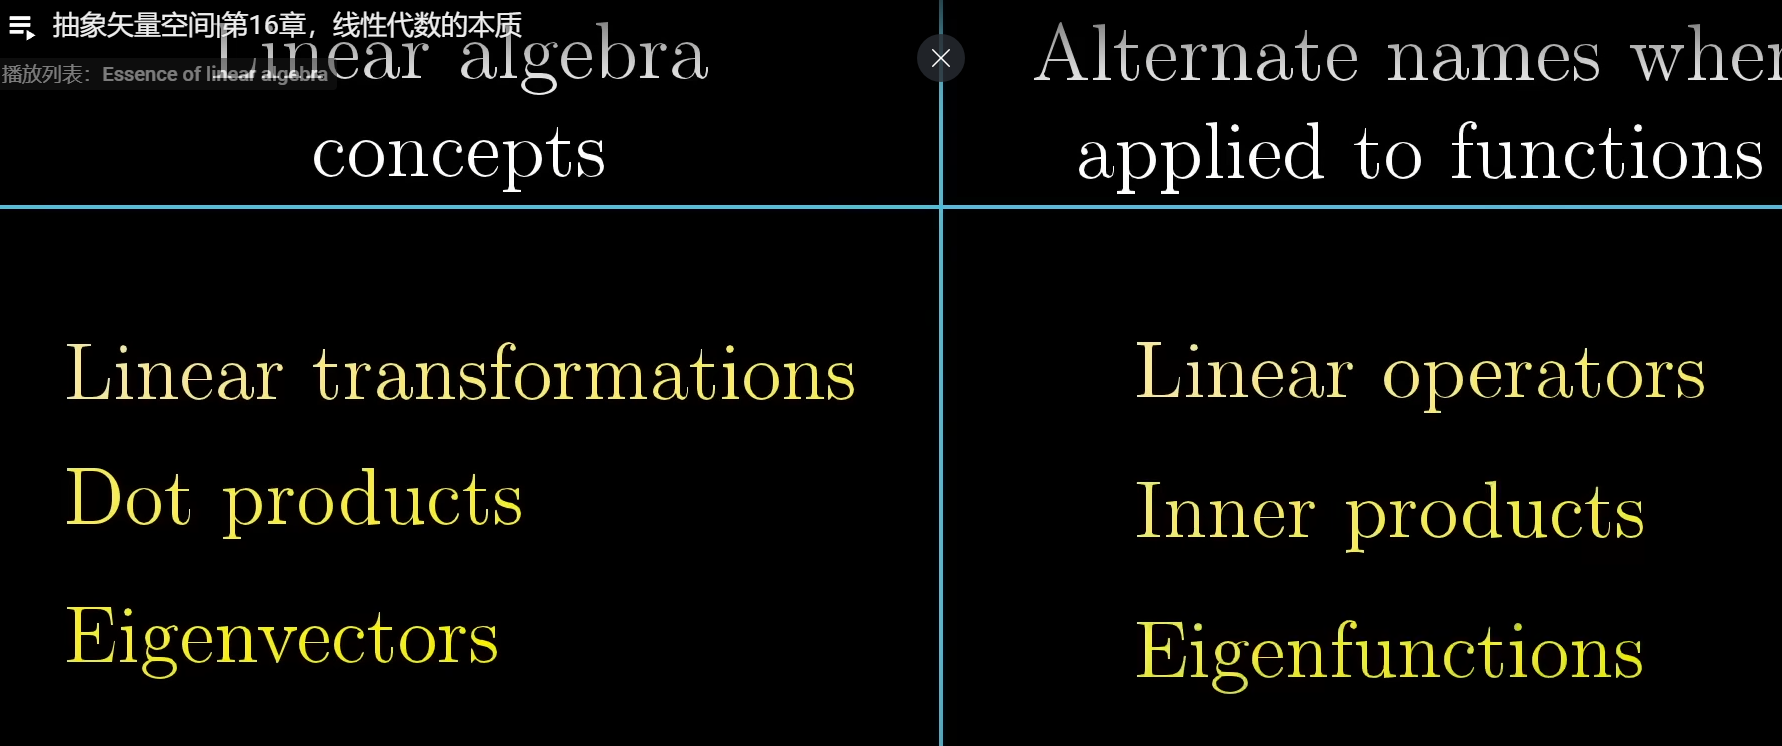 抽象矢量空间|第16章，线性代数的本质
播放列表：Essence of linear algebra
Linear algebra
concepts
Alternate names when
applied to functions
Linear transformations
Dot products
Eigenvectors
Linear operators
Inner products
Eigenfunctions